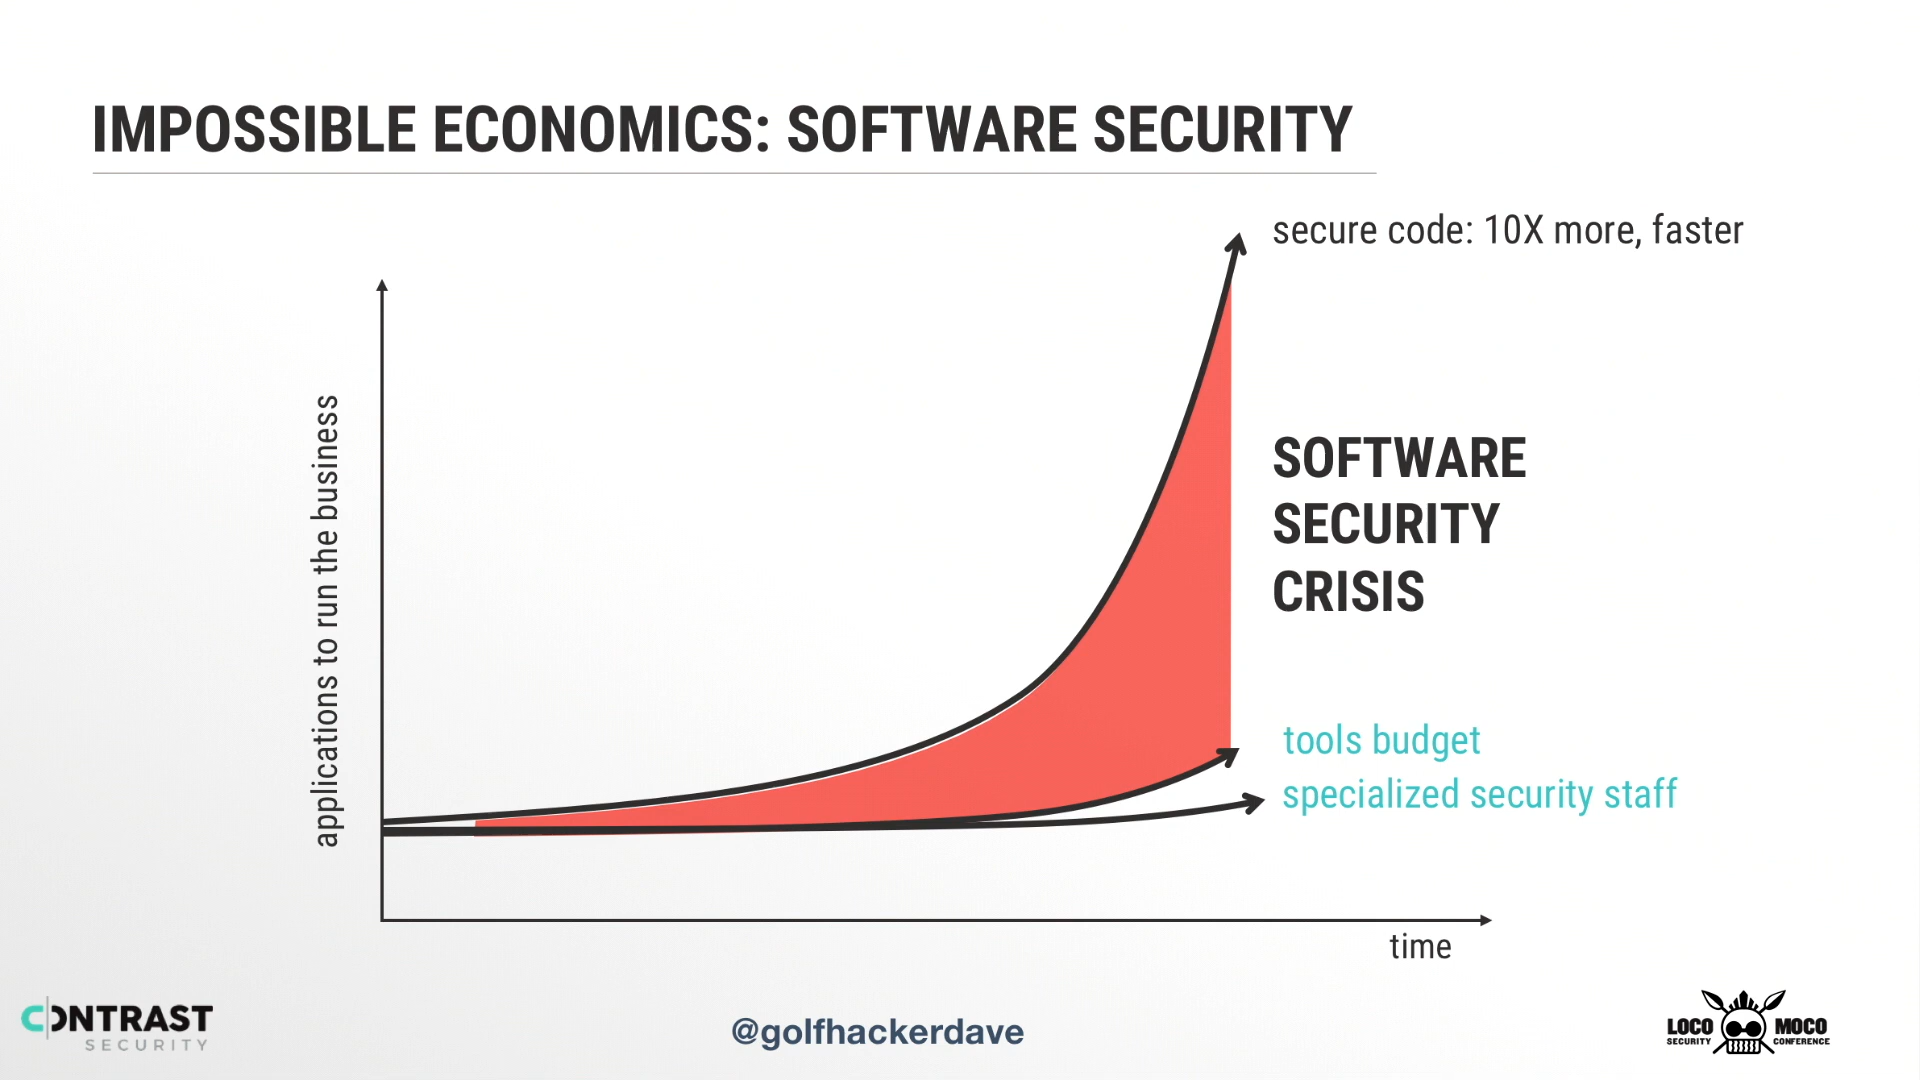 IMPOSSIBLE ECONOMICS: SOFTWARE SECURITY
secure code: 10X more, faster
applications to run the business
SOFTWARE
SECURITY
CRISIS
tools budget
specialized security staff
time
CONTRAST
SECURITY
@golfhackerdave
LOCO MOCO
SECURITY CONFERENCE